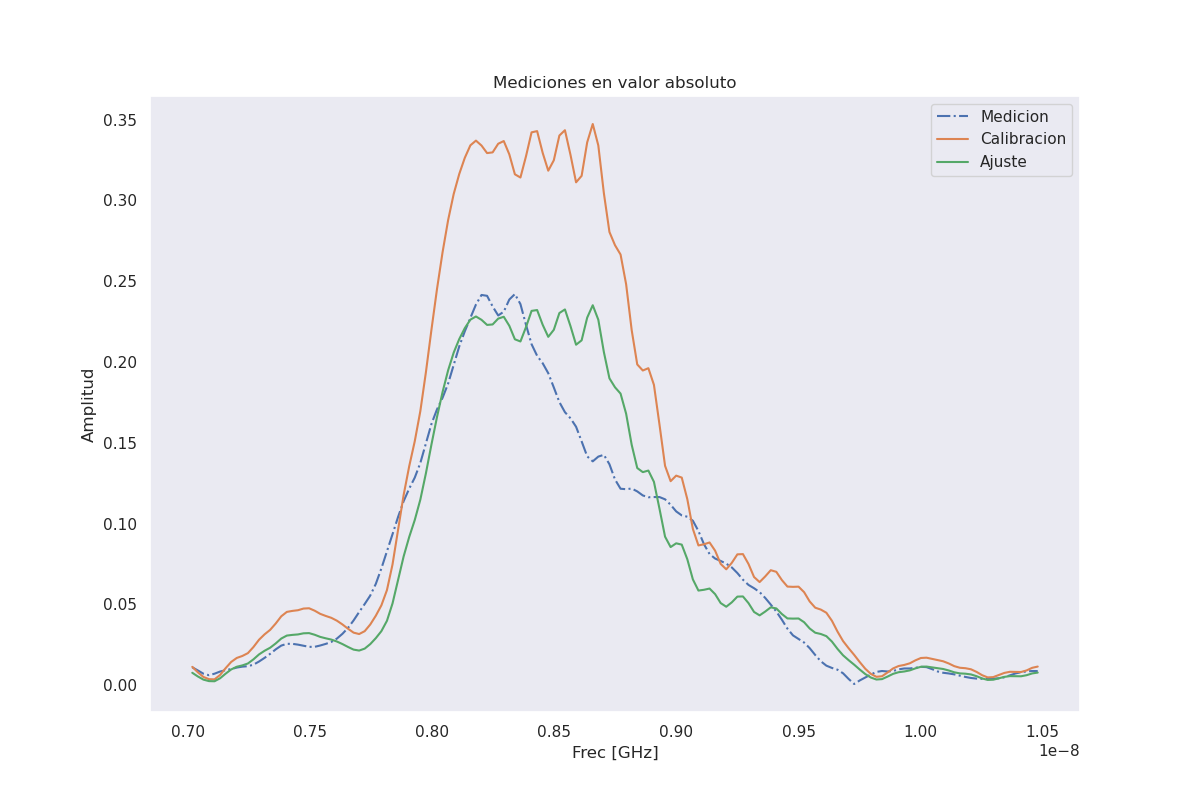 Mediciones en valor absoluto
Medicion
Calibracion
Ajuste
Amplitud
0.35
0.30
0.25
0.20
0.15
0.10
0.05
0.00
0.70 0.75 0.80 0.85 0.90 0.95 1.00 1.05
1e−8
Frec [GHz]